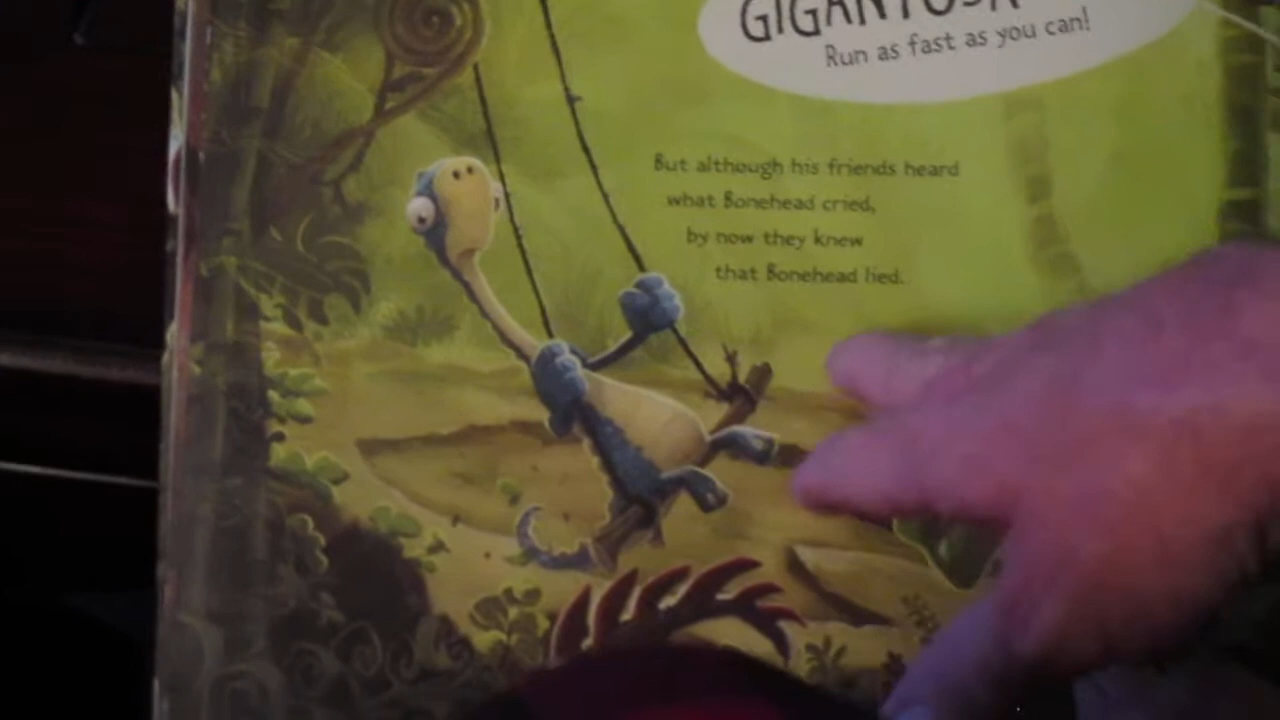 Run as fast as you can!
But although his friends heard
what Bonehead cried,
by now they knew
that Bonehead lied.